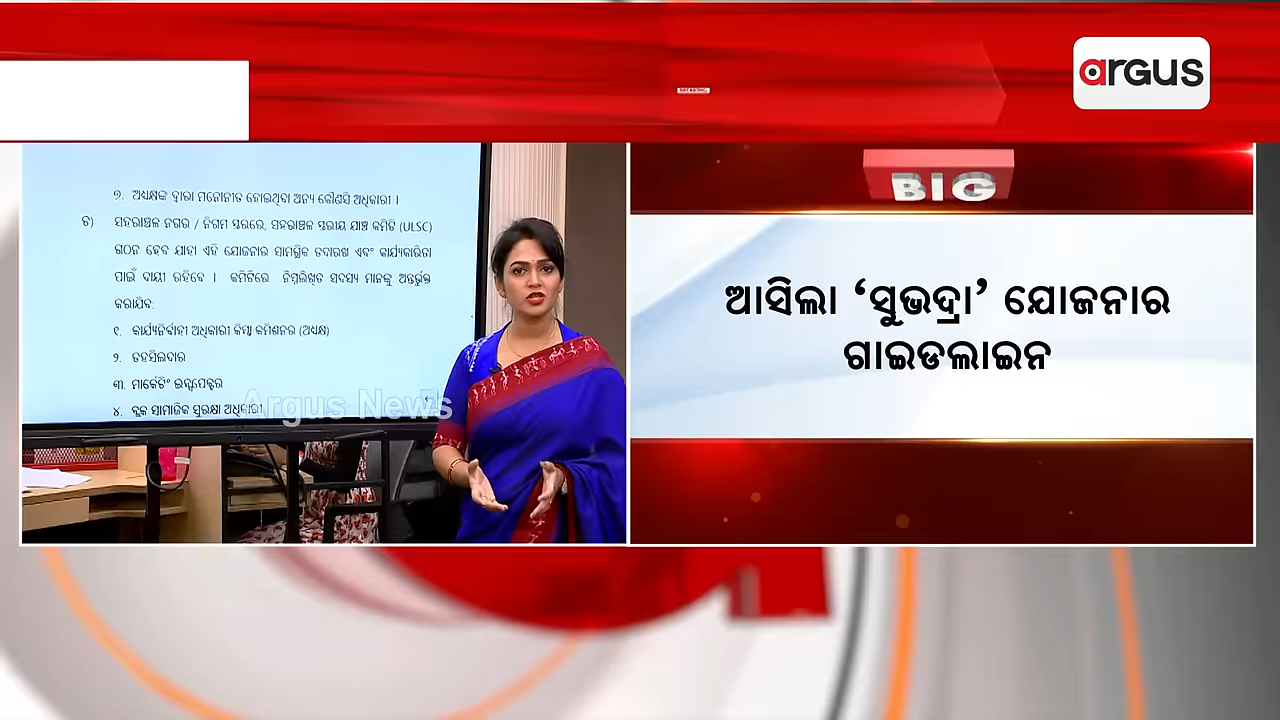 argus
BREAKING
୭. ଅଧ୍ୟକ୍ଷଙ୍କ ଦ୍ୱାରା ମନୋନୀତ ହୋଇଥିବା ଅନ୍ୟ କୌଣସି ଅଧିକାରୀ ।
ଚ) ସହରାଞ୍ଚଳ ନଗର / ନିଗମ ସ୍ତରରେ, ସହରାଞ୍ଚଳ ସ୍ତରୀୟ ଯାଞ୍ଚ କମିଟି (ULSC)
ଗଠନ ହେବ ଯାହା ଏହି ଯୋଜନାର ସାମଗ୍ରିକ ତଦାରଖ ଏବଂ କାର୍ଯ୍ୟକାରିତା
ପାଇଁ ଦାୟୀ ରହିବେ । କମିଟିରେ ନିମ୍ନଲିଖିତ ସଦସ୍ୟ ମାନଙ୍କୁ ଅନ୍ତର୍ଭୁକ୍ତ
କରାଯିବ:
୧. କାର୍ଯ୍ୟନିର୍ବାହୀ ଅଧିକାରୀ କିମ୍ବା କମିଶନର (ଅଧ୍ୟକ୍ଷ)
୨. ତହସିଲଦାର
୩. ମାର୍କେଟିଂ ଇନ୍ସପେକ୍ଟର
୪. ବ୍ଲକ ସାମାଜିକ ସୁରକ୍ଷା ଅଧିକାରୀ
Argus News
BIG
ଆସିଲା ‘ସୁଭଦ୍ରା’ ଯୋଜନାର
ଗାଇଡଲାଇନ